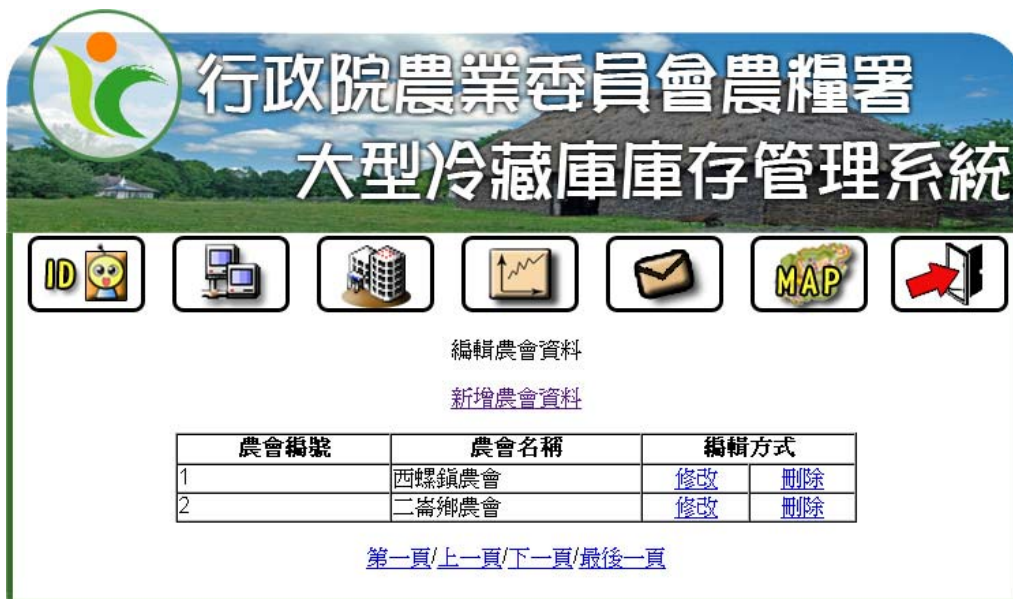 行政院農業委員會農糧署
大型冷藏庫庫存管理系統
ID
MAP
編輯農會資料
新增農會資料
農會編號 農會名稱 編輯方式
1 西螺鎮農會 修改 刪除
2 二崙鄉農會 修改 刪除
第一頁/上一頁/下一頁/最後一頁